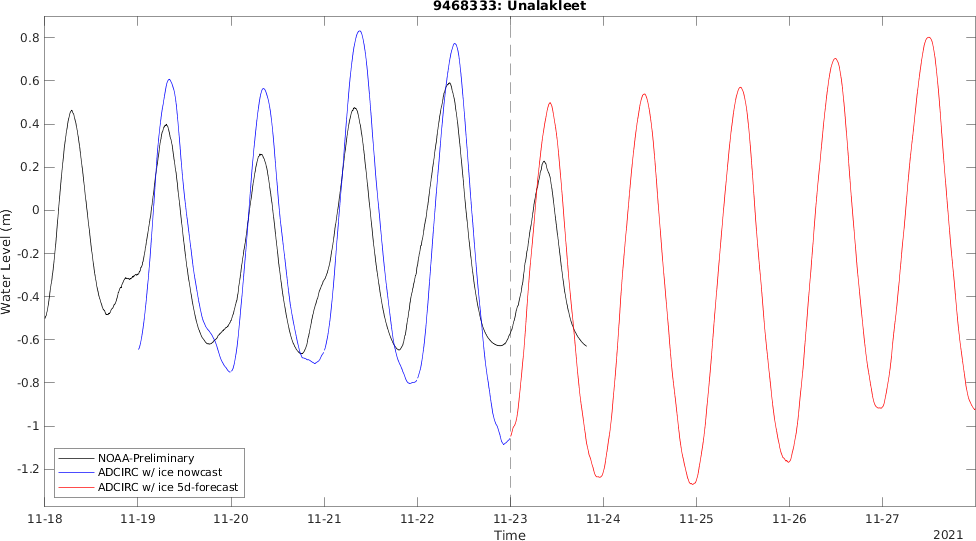 9468333: Unalakleet
0.8
0.6
0.4
0.2
0
-0.2
-0.4
-0.6
-0.8
-1
-1.2
Water Level (m)
NOAA-Preliminary
ADCIRC w/ ice nowcast
ADCIRC w/ ice 5d-forecast
11-18 11-19 11-20 11-21 11-22 11-23 11-24 11-25 11-26 11-27
Time
2021